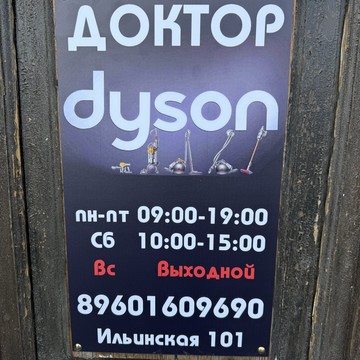 ДОКТОР
dyson
пн-пт 09:00-19:00
Сб 10:00-15:00
Вс Выходной
89601609690
Ильинская 101